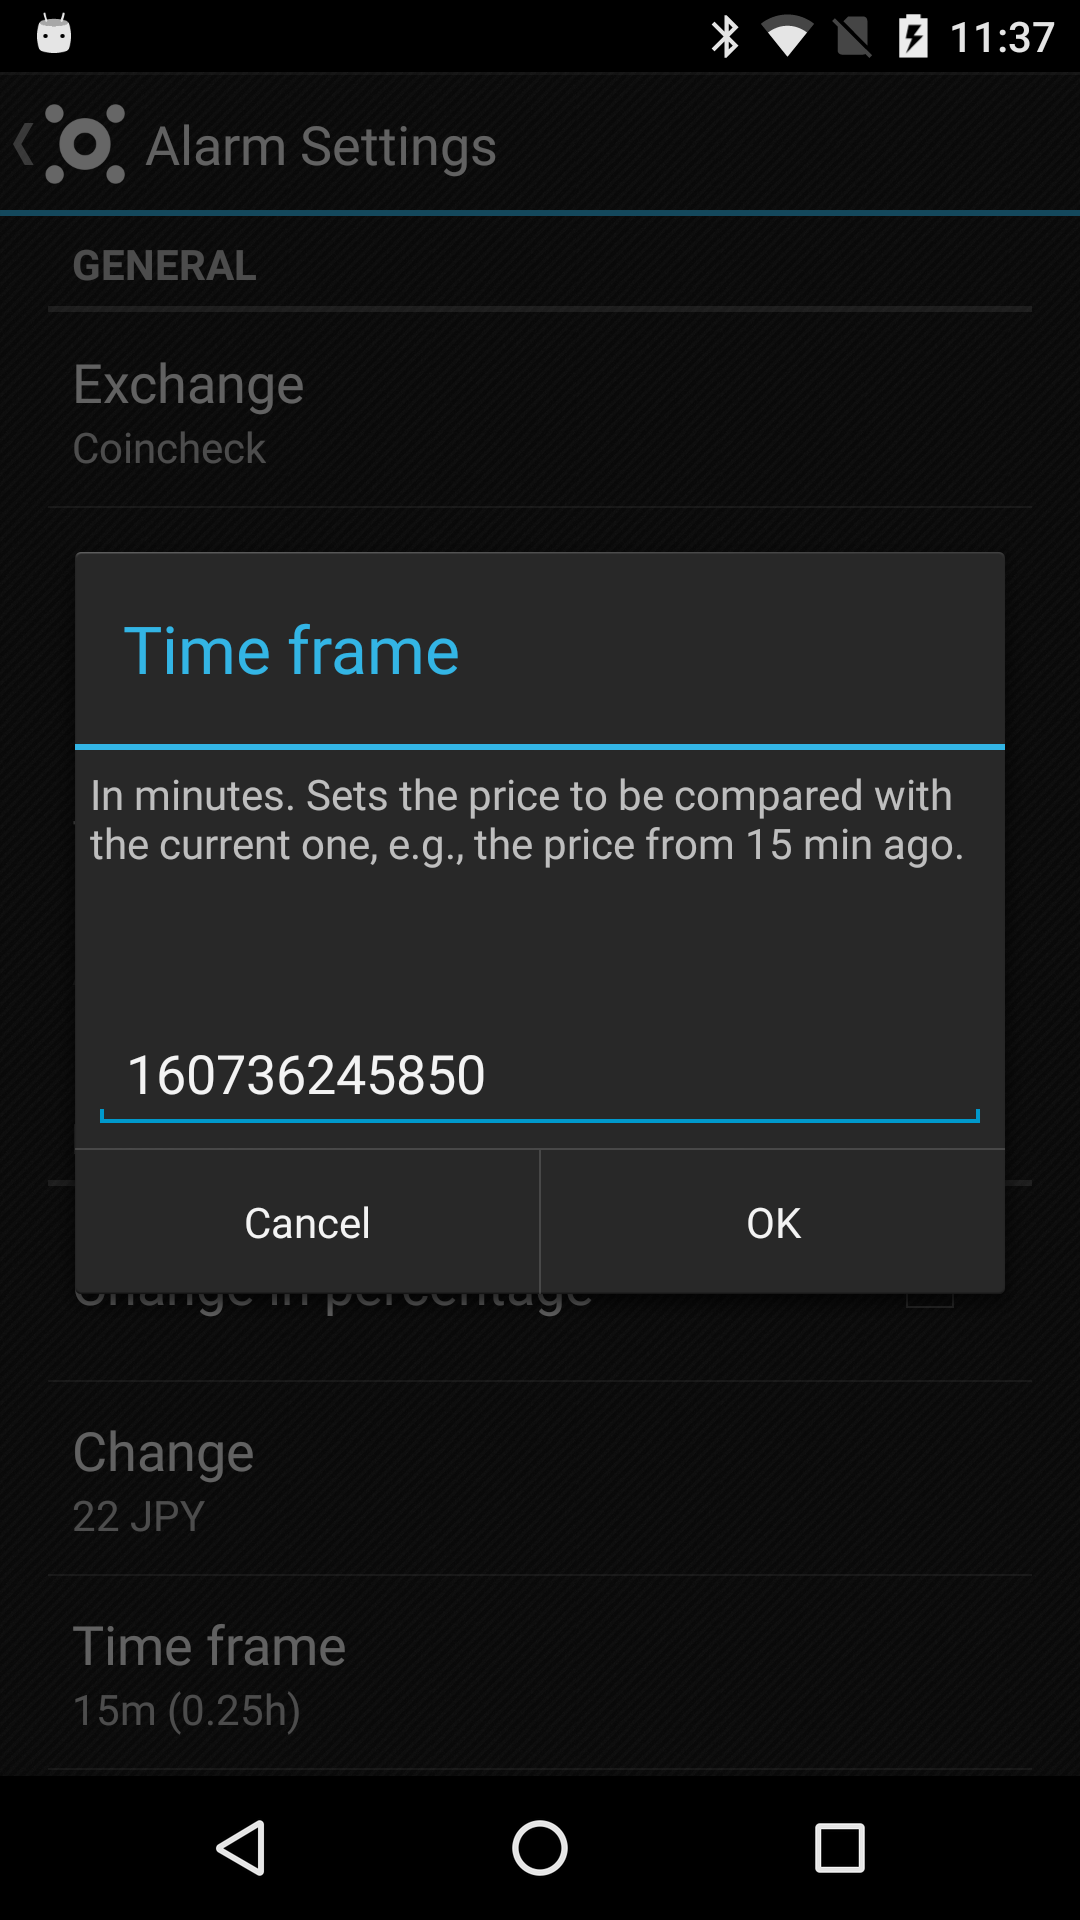 11:37
Alarm Settings
GENERAL
Exchange
Coincheck
Time frame
In minutes. Sets the price to be compared with
the current one, e.g., the price from 15 min ago.
160736245850
Cancel
OK
Change in percentage
Change
22 JPY
Time frame
15m (0.25h)